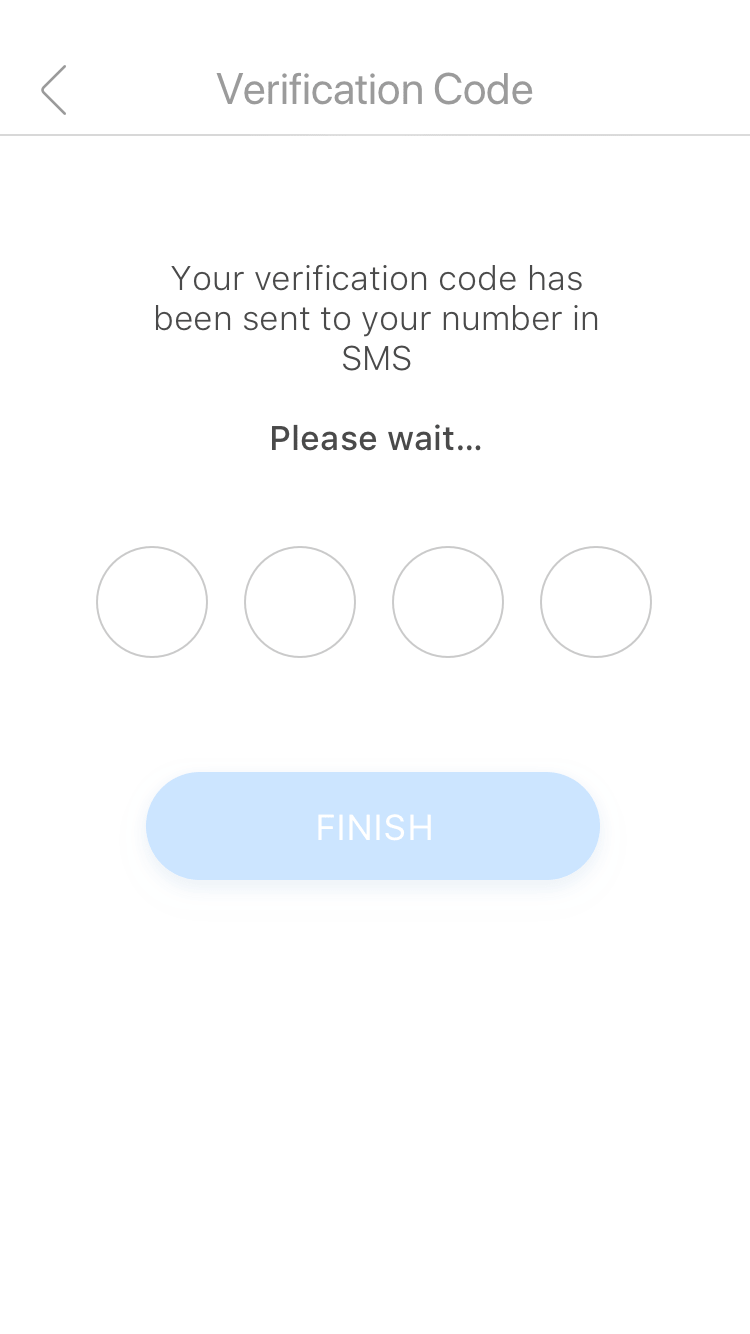 Verification Code
Your verification code has
been sent to your number in
SMS
Please wait...
FINISH